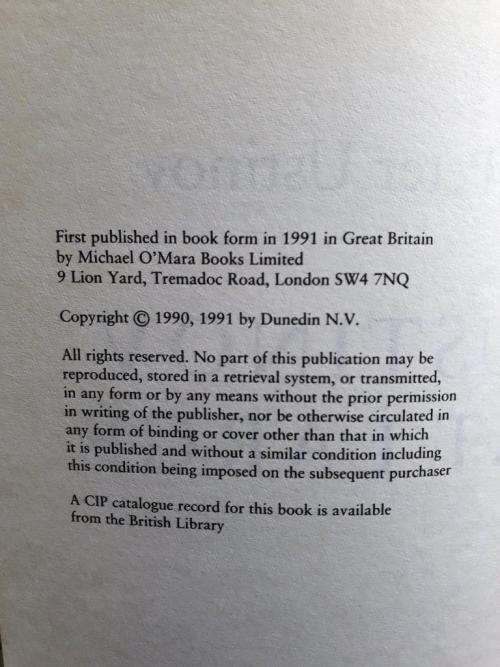 First published in book form in 1991 in Great Britain
by Michael O'Mara Books Limited
9 Lion Yard, Tremadoc Road, London SW4 7NQ
Copyright © 1990, 1991 by Dunedin N.V.
All rights reserved. No part of this publication may be
reproduced, stored in a retrieval system, or transmitted,
in any form or by any means without the prior permission
in writing of the publisher, nor be otherwise circulated in
any form of binding or cover other than that in which
it is published and without a similar condition including
this condition being imposed on the subsequent purchaser
A CIP catalogue record for this book is available
from the British Library